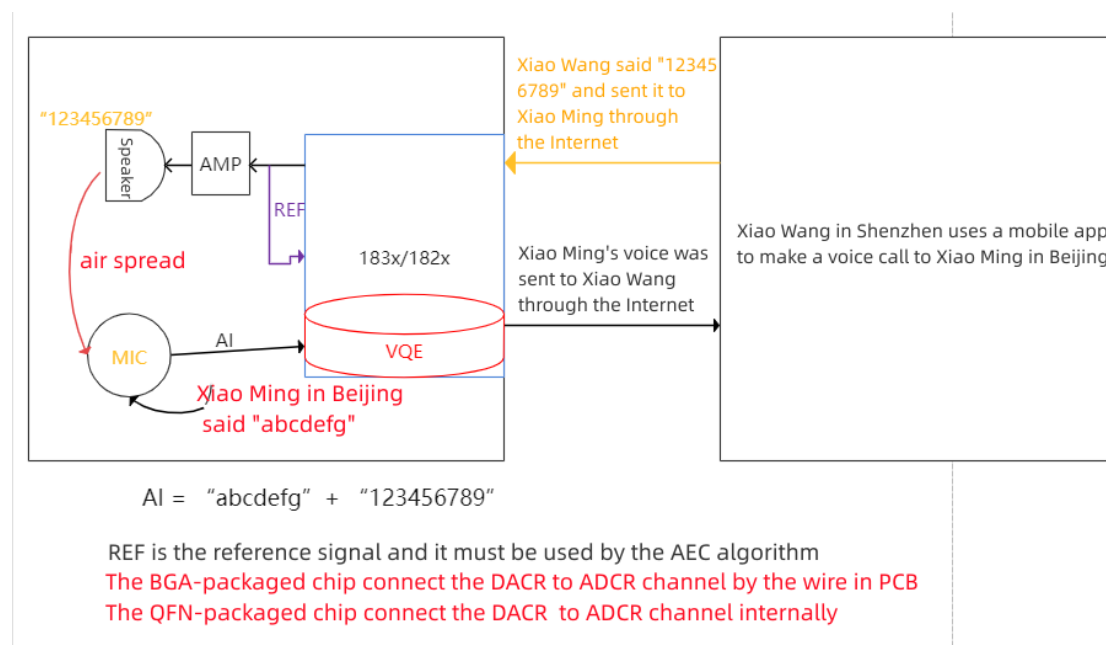 Xiao Wang said "12345
6789" and sent it to
Xiao Ming through
the Internet
"123456789"
Speaker
AMP
REF
183x/182x
Xiao Wang in Shenzhen uses a mobile app
to make a voice call to Xiao Ming in Beijing
air spread
Xiao Ming's voice was
sent to Xiao Wang
through the Internet
MIC
AI
VQE
Xiao Ming in Beijing
said "abcdefg"
AI = "abcdefg" + "123456789"
REF is the reference signal and it must be used by the AEC algorithm
The BGA-packaged chip connect the DACR to ADCR channel by the wire in PCB
The QFN-packaged chip connect the DACR to ADCR channel internally